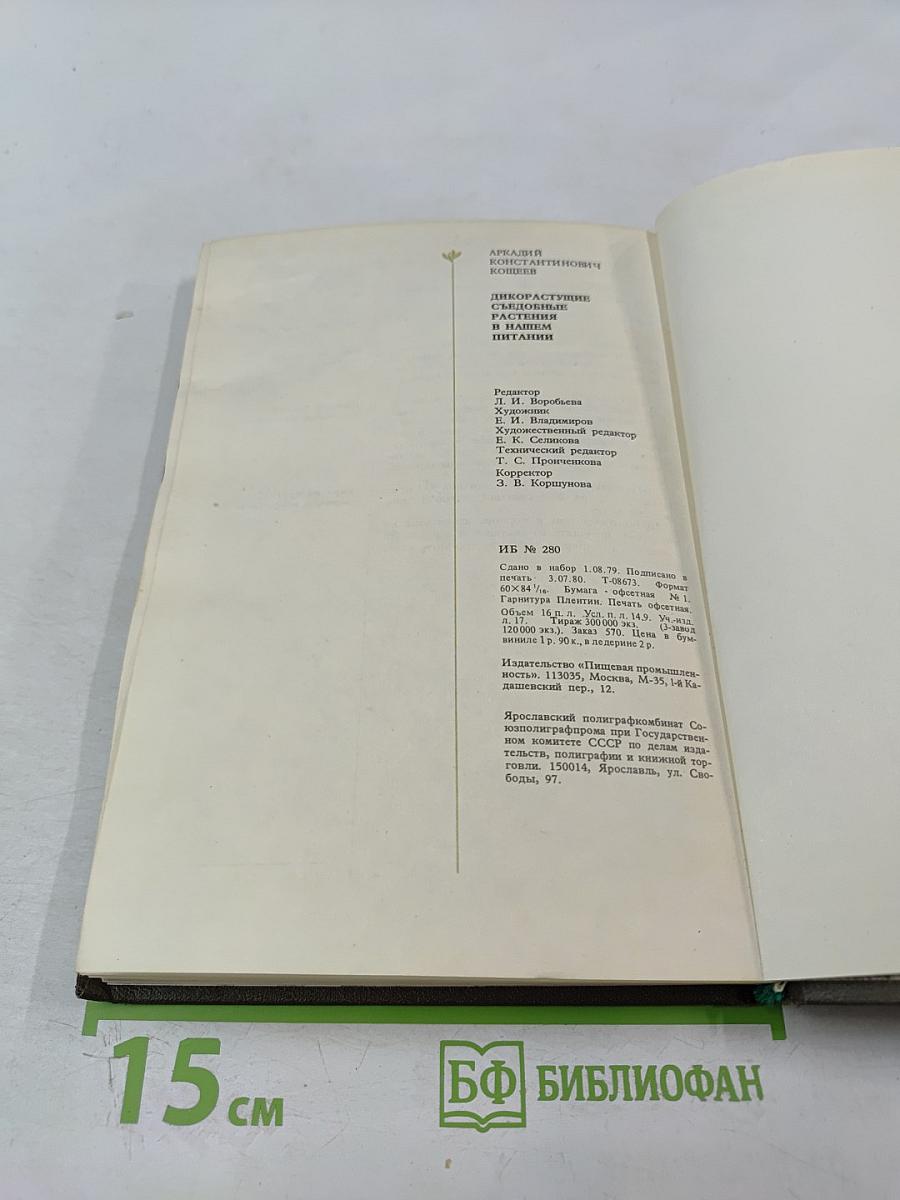 АРКАДИЙ
КОНСТАНТИНОВИЧ
КОЩЕЕВ
ДИКОРАСТУЩИЕ
СЪЕДОБНЫЕ
РАСТЕНИЯ
В НАШЕМ
ПИТАНИИ
Редактор
Л. И. Воробьева
Художник
Е. И. Владимиров
Художественный редактор
Е. К. Селикова
Технический редактор
Т. С. Пронченкова
Корректор
З. В. Коршунова
ИБ № 280
Сдано в набор 1.08.79. Подписано в
печать 3.07.80. Т-08673. Формат
60×84 1/16. Бумага - офсетная № 1.
Гарнитура Плентин. Печать офсетная.
Объем 16 п. л. Усл. п. л. 14.9. Уч.-изд.
л. 17. Тираж 300 000 экз. (3-завод
120 000 экз.). Заказ 570. Цена в бум-
виниле 1 р. 90 к., в ледерине 2 р.
Издательство «Пищевая промышлен-
ность». 113035, Москва, М-35, 1-й Ка-
дашевский пер., 12.
Ярославский полиграфкомбинат Со-
юзполиграфпрома при Государствен-
ном комитете СССР по делам изда-
тельств, полиграфии и книжной тор-
говли. 150014, Ярославль, ул. Сво-
боды, 97.
15 см
БФ БИБЛИОФАН